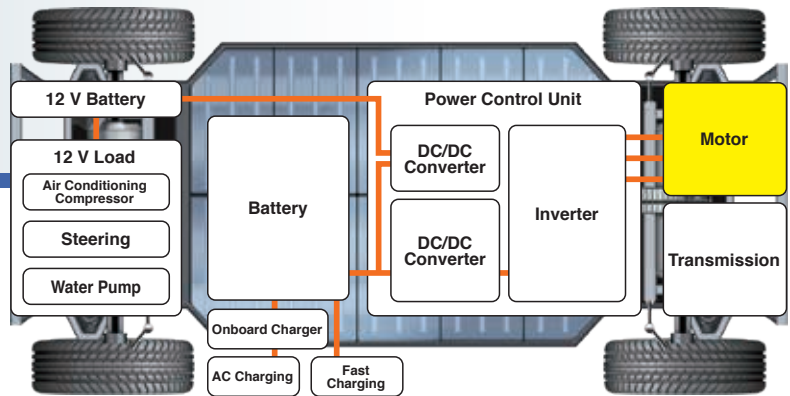 12 V Battery
Power Control Unit
Motor
12 V Load
Air Conditioning
Compressor
Steering
Water Pump
Battery
DC/DC
Converter
DC/DC
Converter
Inverter
Transmission
Onboard Charger
AC Charging
Fast
Charging